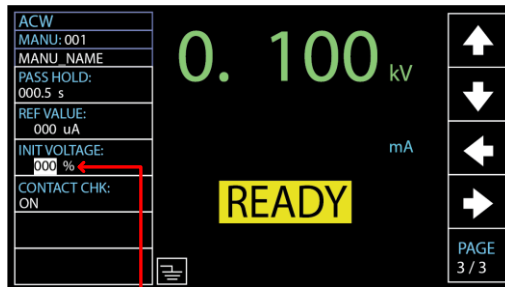 ACW
MANU: 001
MANU_NAME
PASS HOLD:
000.5 s
REF VALUE:
000 uA
INIT VOLTAGE:
000 %
CONTACT CHK:
ON
0. 100 kV
mA
READY
PAGE
3 / 3